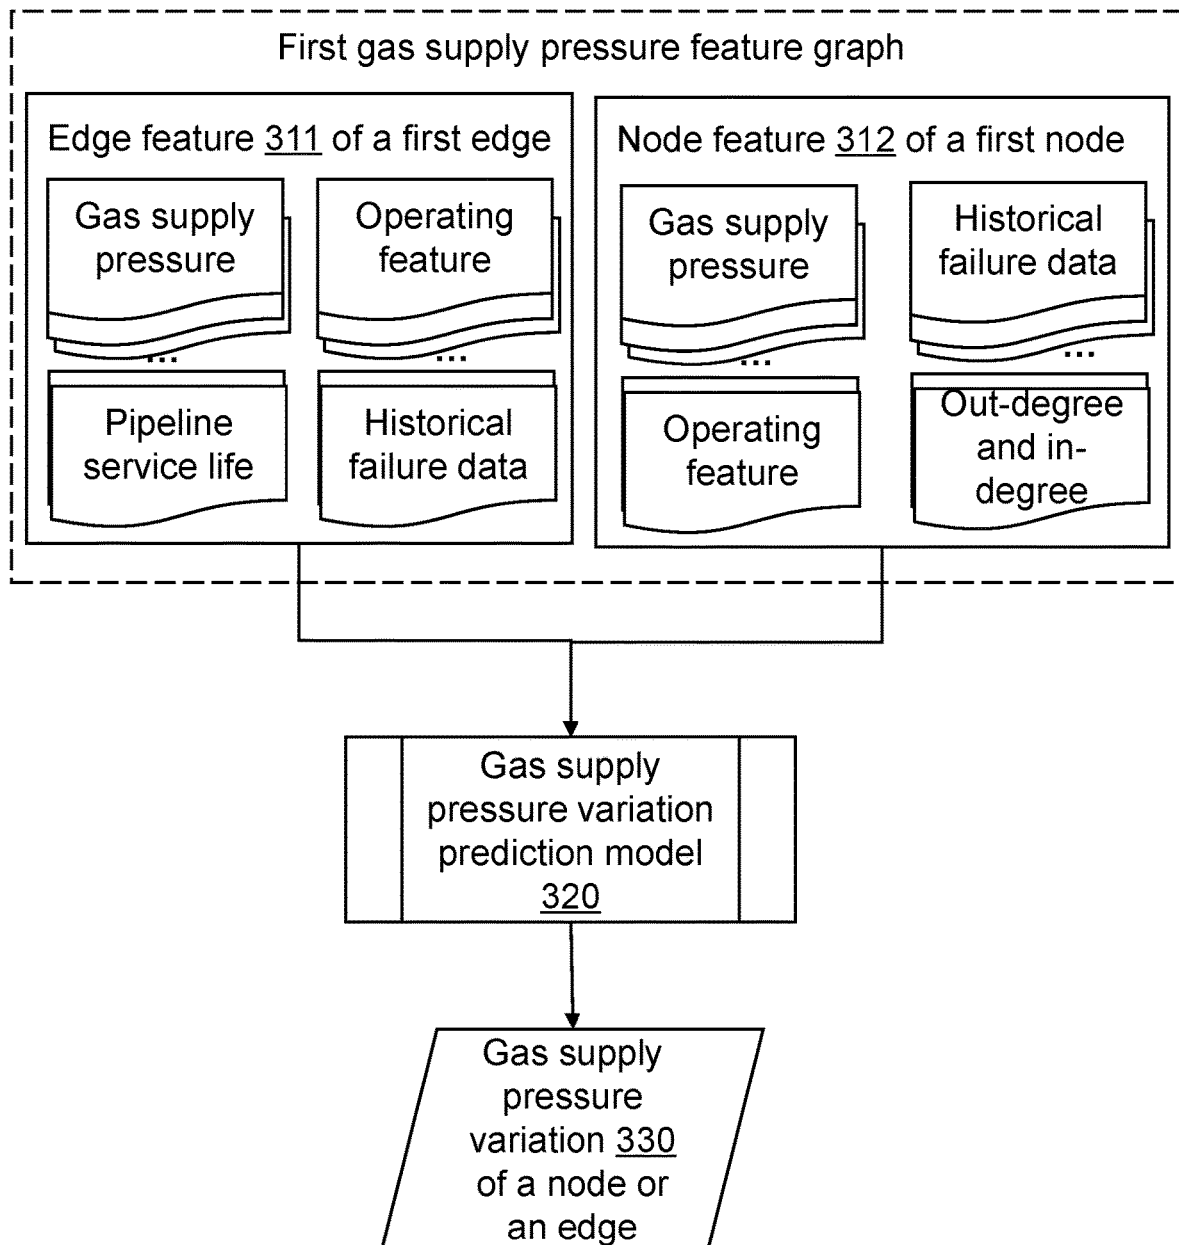 First gas supply pressure feature graph
Edge feature 311 of a first edge
Gas supply
pressure
...
Operating
feature
...
Pipeline
service life
Historical
failure data
Node feature 312 of a first node
Gas supply
pressure
...
Historical
failure data
...
Operating
feature
Out-degree
and in-
degree
Gas supply
pressure variation
prediction model
320
Gas supply
pressure
variation 330
of a node or
an edge